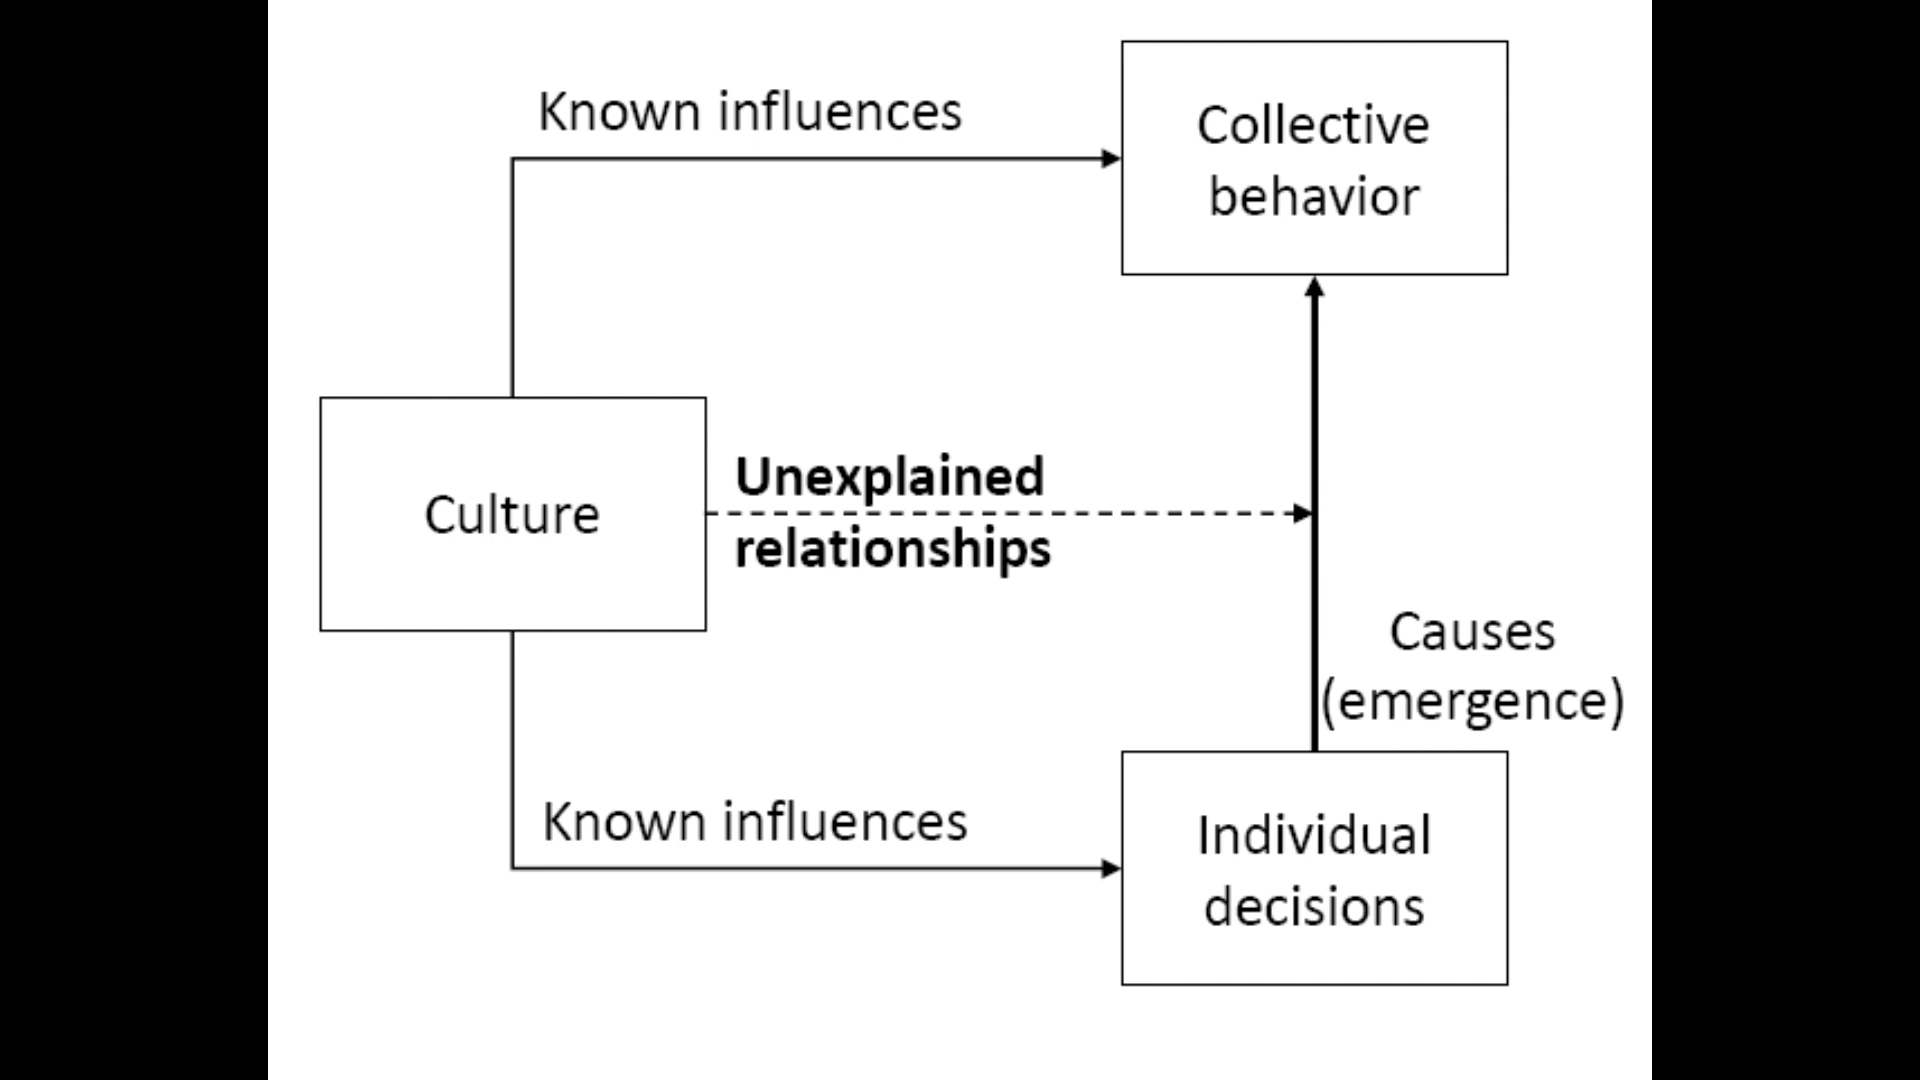 Known influences
Collective
behavior
Culture
Unexplained
relationships
Causes
(emergence)
Known influences
Individual
decisions